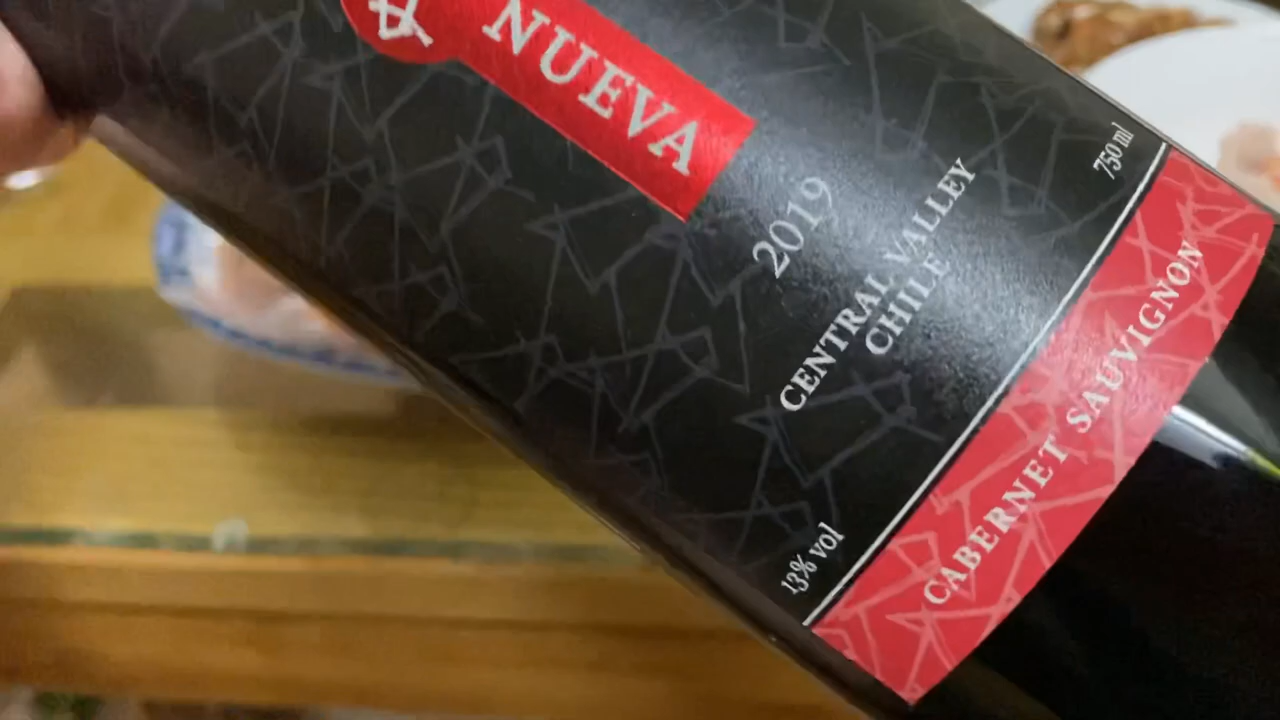 NUEVA
2019
CENTRAL VALLEY
CHILE
13% vol
750 ml
CABERNET SAUVIGNON